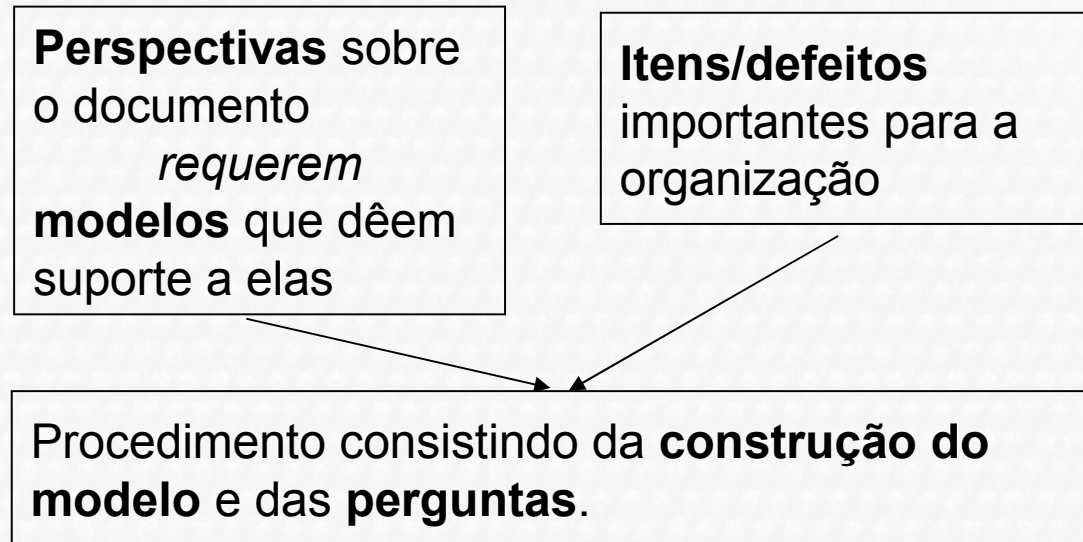 Perspectivas sobre
o documento
requerem
modelos que dêem
suporte a elas
Itens/defeitos
importantes para a
organização
Procedimento consistindo da construção do
modelo e das perguntas.